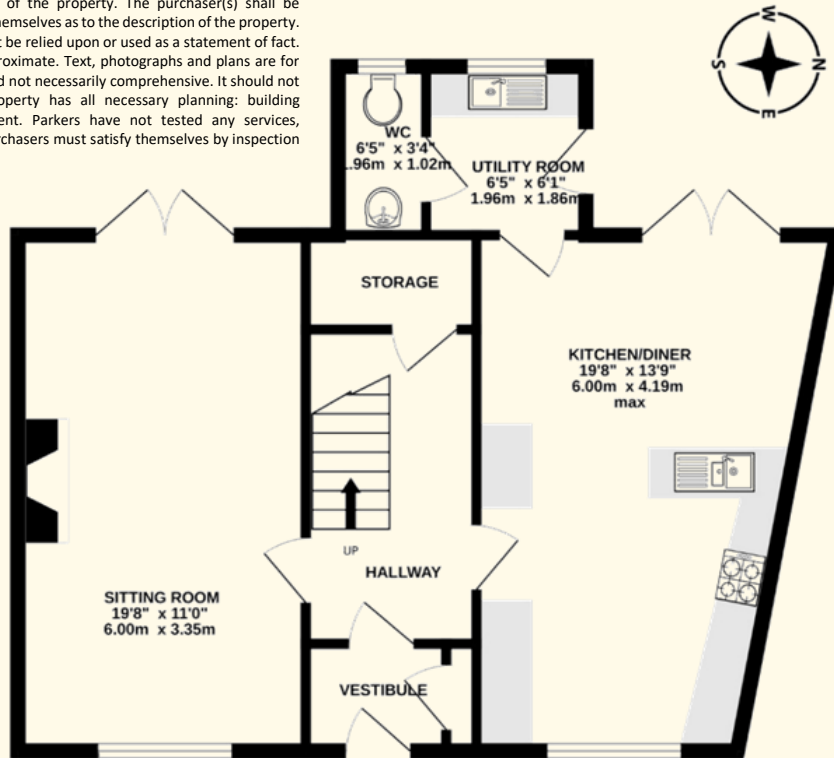 of the property. The purchaser(s) shall be
hemselves as to the description of the property.
t be relied upon or used as a statement of fact.
roximate. Text, photographs and plans are for
d not necessarily comprehensive. It should not
operty has all necessary planning: building
ent. Parkers have not tested any services,
rchasers must satisfy themselves by inspection
W
S
N
E
WC
6'5" x 3'4"
.96m x 1.02m
UTILITY ROOM
6'5" x 6'1"
1.96m x 1.86m
STORAGE
KITCHEN/DINER
19'8" x 13'9"
6.00m x 4.19m
max
UP
HALLWAY
SITTING ROOM
19'8" x 11'0"
6.00m x 3.35m
VESTIBULE